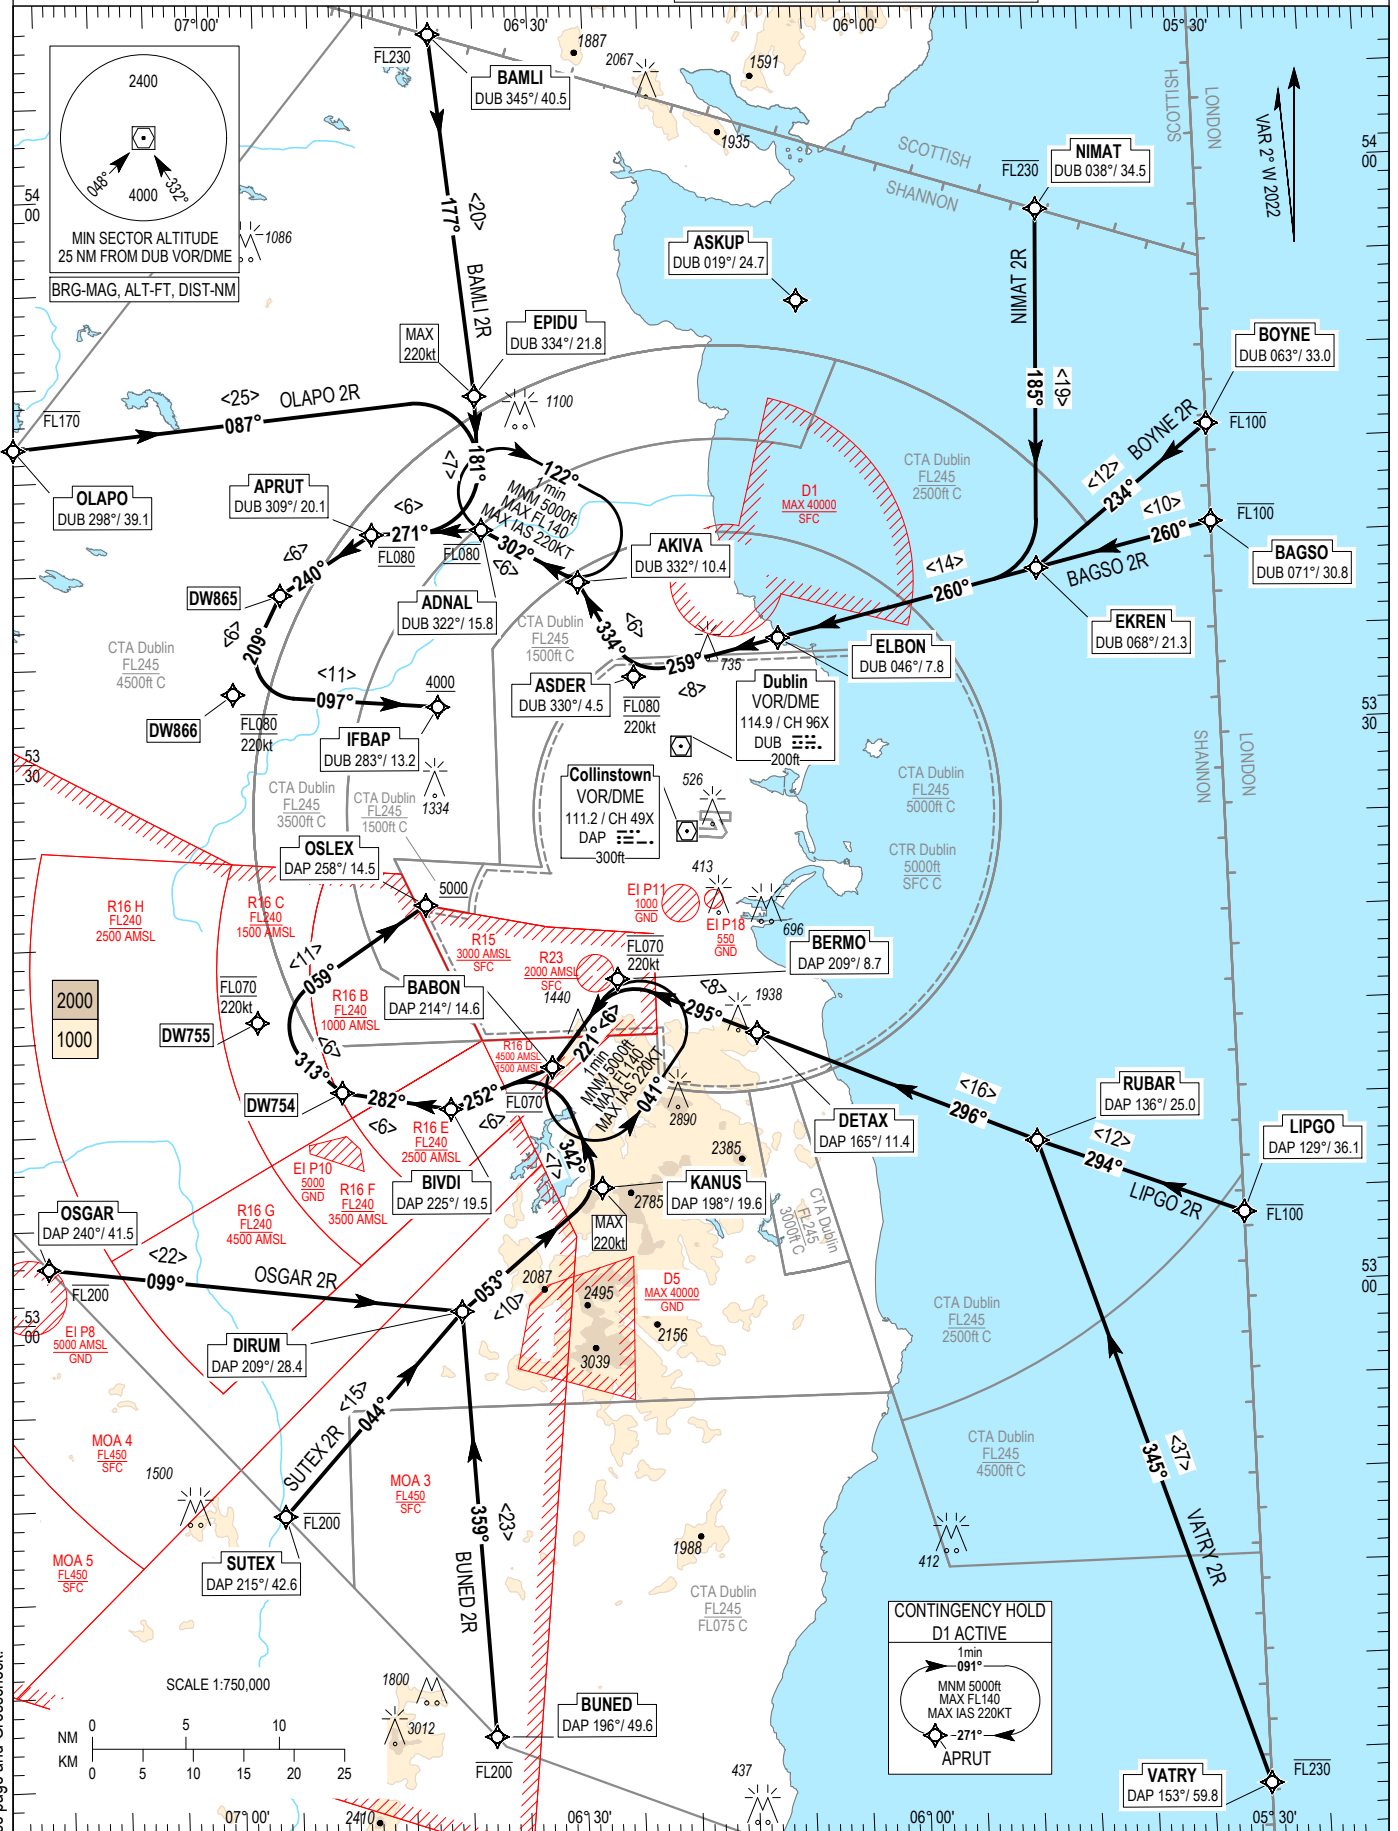 07°00'
06°30'
06°00'
05°30'
2400
048°
332°
4000
MIN SECTOR ALTITUDE
25 NM FROM DUB VOR/DME
BRG-MAG, ALT-FT, DIST-NM
FL230
BAMLI
DUB 345°/ 40.5
1887
2067
1591
1935
1086
SCOTTISH
SHANNON
SCOTTISH
LONDON
VAR 2° W 2022
54
00
54
00
FL230
NIMAT
DUB 038°/ 34.5
ASKUP
DUB 019°/ 24.7
177°
<20>
BAMLI 2R
NIMAT 2R
185°
<19>
MAX
220kt
EPIDU
DUB 334°/ 21.8
1100
BOYNE
DUB 063°/ 33.0
FL100
BOYNE 2R
<12>
234°
FL170
<25>
087°
OLAPO 2R
OLAPO
DUB 298°/ 39.1
APRUT
DUB 309°/ 20.1
181°
<7>
122°
1min
MNM 5000ft
MAX FL140
MAX IAS 220KT
302°
<6>
<6>
271°
FL080
FL080
<6>
240°
DW865
<6>
209°
ADNAL
DUB 322°/ 15.8
AKIVA
DUB 332°/ 10.4
D1
MAX 40000
SFC
CTA Dublin
FL245
2500ft C
<10>
260°
FL100
BAGSO
DUB 071°/ 30.8
BAGSO 2R
EKREN
DUB 068°/ 21.3
<14>
260°
ELBON
DUB 046°/ 7.8
735
259°
<8>
<6>
334°
ASDER
DUB 330°/ 4.5
FL080
220kt
CTA Dublin
FL245
1500ft C
CTA Dublin
FL245
4500ft C
<11>
097°
4000
DW866
FL080
220kt
IFBAP
DUB 283°/ 13.2
Dublin
VOR/DME
114.9 / CH 96X
DUB
200ft
Collinstown
VOR/DME
111.2 / CH 49X
DAP
300ft
526
413
1334
53
30
53
30
SHANNON
LONDON
CTA Dublin
FL245
3500ft C
CTA Dublin
FL245
1500ft C
CTA Dublin
FL245
5000ft C
CTR Dublin
5000ft
SFC C
OSLEX
DAP 258°/ 14.5
5000
R16 H
FL240
2500 AMSL
R16 C
FL240
1500 AMSL
EI P11
1000
GND
EI P18
550
GND
696
R15
3000 AMSL
SFC
R23
2000 AMSL
SFC
1440
FL070
220kt
BERMO
DAP 209°/ 8.7
<8>
295°
1938
2000
1000
FL070
220kt
DW755
<11>
059°
R16 B
FL240
1000 AMSL
BABON
DAP 214°/ 14.6
R16 D
4500 AMSL
1500 AMSL
221°
<6>
1min
MNM 5000ft
MAX FL140
MAX IAS 220KT
041°
2890
<6>
313°
DW754
282°
<6>
252°
<6>
FL070
R16 E
FL240
2500 AMSL
BIVDI
DAP 225°/ 19.5
342°
<7>
KANUS
DAP 198°/ 19.6
MAX
220kt
2385
2785
DETAX
DAP 165°/ 11.4
<16>
296°
RUBAR
DAP 136°/ 25.0
<12>
294°
LIPGO 2R
LIPGO
DAP 129°/ 36.1
FL100
CTA Dublin
FL245
3000ft C
EI P10
5000
GND
R16 F
FL240
3500 AMSL
R16 G
FL240
4500 AMSL
OSGAR
DAP 240°/ 41.5
<22>
099°
OSGAR 2R
FL200
EI P8
5000 AMSL
GND
53
00
53
00
053°
<10>
2087
2495
3039
2156
D5
MAX 40000
GND
DIRUM
DAP 209°/ 28.4
CTA Dublin
FL245
2500ft C
SUTEX 2R
<15>
044°
MOA 4
FL450
SFC
1500
MOA 3
FL450
SFC
MOA 5
FL450
SFC
FL200
SUTEX
DAP 215°/ 42.6
359°
<23>
BUNED 2R
1988
CTA Dublin
FL245
4500ft C
412
345°
<37>
VATRY 2R
CTA Dublin
FL245
FL075 C
CONTINGENCY HOLD
D1 ACTIVE
1min
091°
MNM 5000ft
MAX FL140
MAX IAS 220KT
271°
APRUT
SCALE 1:750,000
NM
0 5 10
KM
0 5 10 15 20 25
1800
3012
FL200
BUNED
DAP 196°/ 49.6
437
2410
FL230
VATRY
DAP 153°/ 59.8
07°00'
06°30'
06°00'
05°30'